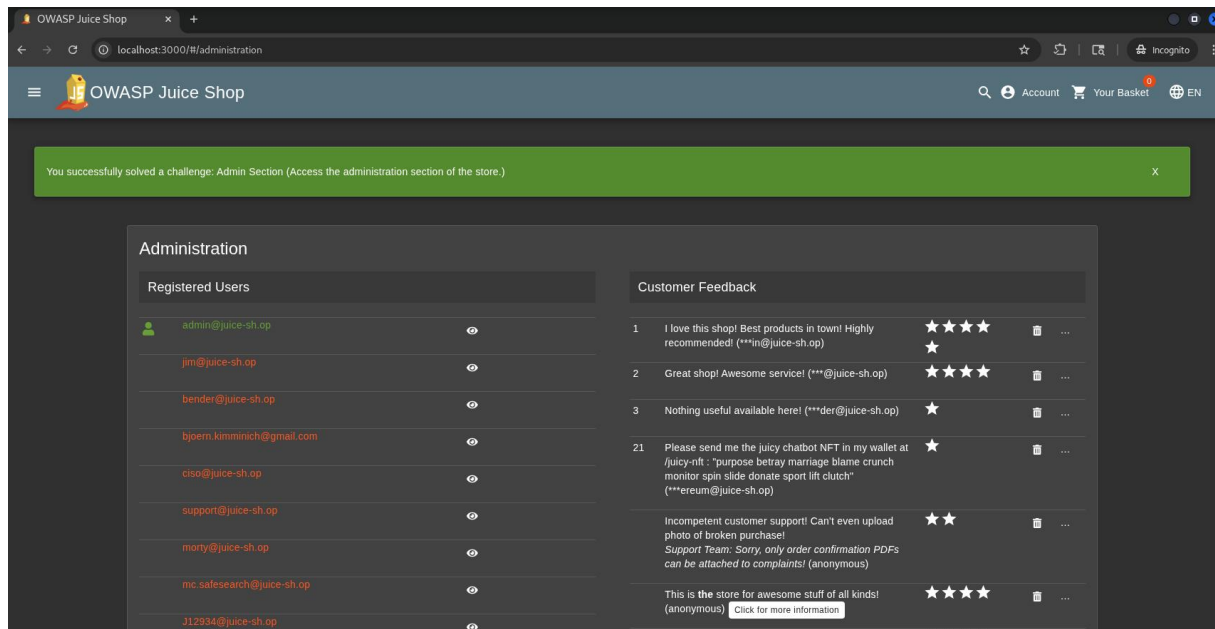 OWASP Juice Shop
localhost:3000/#/administration
Incognito
OWASP Juice Shop
Account
0
Your Basket
EN
You successfully solved a challenge: Admin Section (Access the administration section of the store.)
X
Administration
Registered Users
admin@juice-sh.op
jim@juice-sh.op
bender@juice-sh.op
bjoern.kimminich@gmail.com
ciso@juice-sh.op
support@juice-sh.op
morty@juice-sh.op
mc.safesearch@juice-sh.op
J12934@juice-sh.op
Customer Feedback
1
I love this shop! Best products in town! Highly
recommended! (***in@juice-sh.op)
...
2
Great shop! Awesome service! (***@juice-sh.op)
...
3
Nothing useful available here! (***der@juice-sh.op)
...
21
Please send me the juicy chatbot NFT in my wallet at
/juicy-nft : "purpose betray marriage blame crunch
monitor spin slide donate sport lift clutch"
(***ereum@juice-sh.op)
...
Incompetent customer support! Can't even upload
photo of broken purchase!
Support Team: Sorry, only order confirmation PDFs
can be attached to complaints! (anonymous)
...
This is the store for awesome stuff of all kinds!
(anonymous)
Click for more information
...